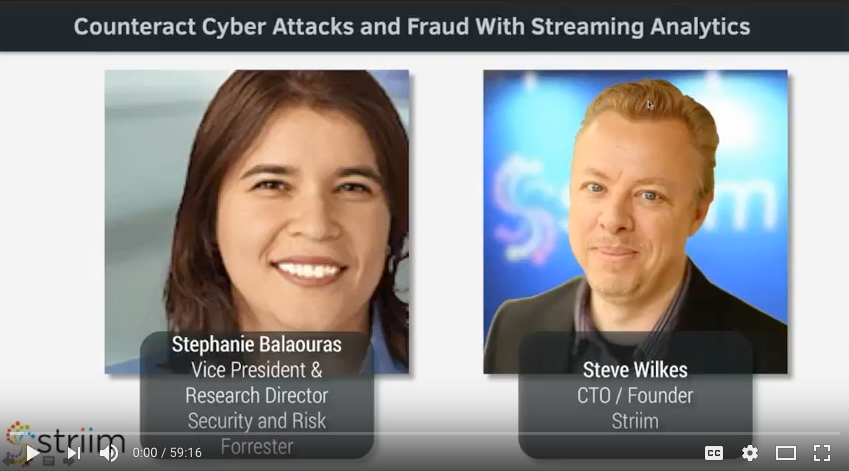 Counteract Cyber Attacks and Fraud With Streaming Analytics
Stephanie Balaouras
Vice President &
Research Director
Security and Risk
Forrester
Steve Wilkes
CTO / Founder
Striim
striim
0:00 / 59:16
CC